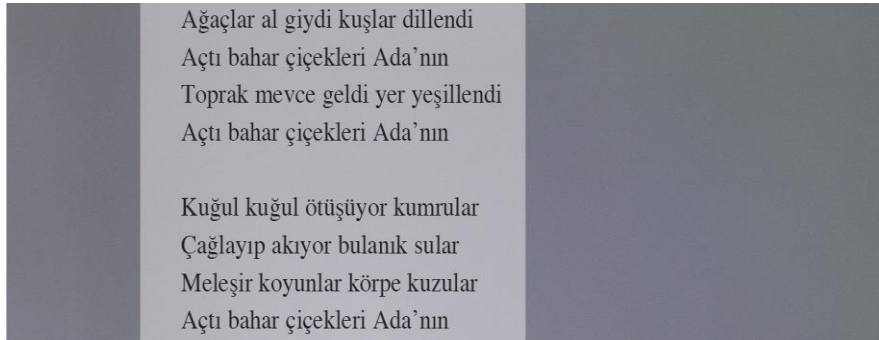 Ağaçlar al giydi kuşlar dillendi
Açtı bahar çiçekleri Ada’nın
Toprak mevce geldi yer yeşillendi
Açtı bahar çiçekleri Ada’nın

Kuğul kuğul ötüşüyor kumrular
Çağlayıp akıyor bulanık sular
Meleşir koyunlar körpe kuzular
Açtı bahar çiçekleri Ada’nın